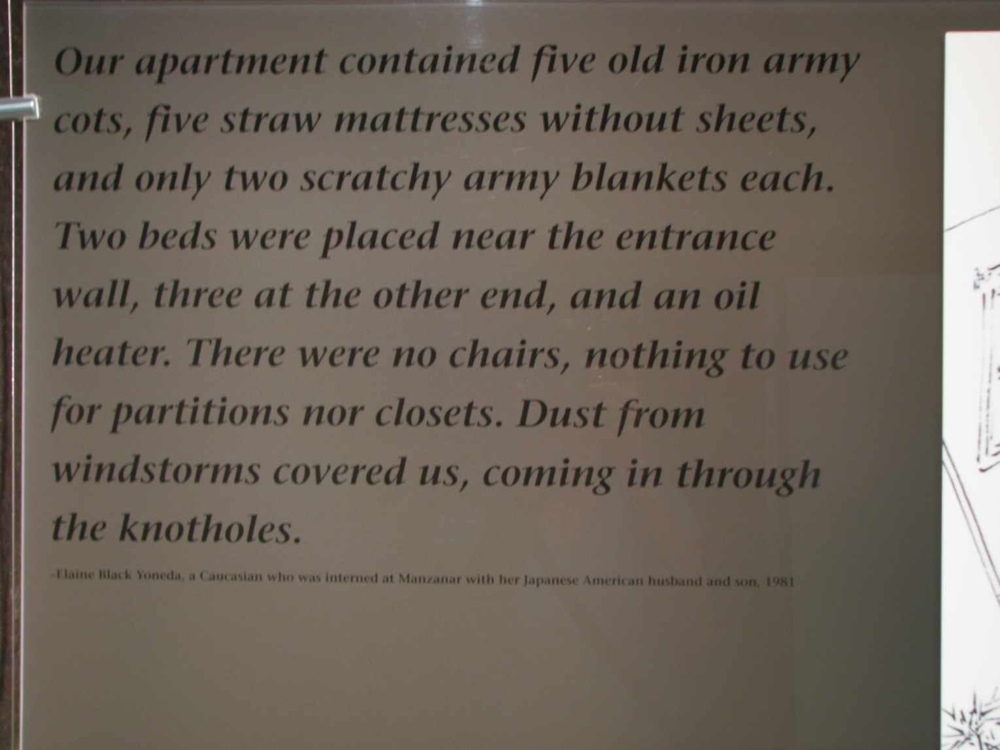 Our apartment contained five old iron army
cots, five straw mattresses without sheets,
and only two scratchy army blankets each.
Two beds were placed near the entrance
wall, three at the other end, and an oil
heater. There were no chairs, nothing to use
for partitions nor closets. Dust from
windstorms covered us, coming in through
the knotholes.
–Elaine Black Yoneda, a Caucasian who was interned at Manzanar with her Japanese American husband and son, 1981